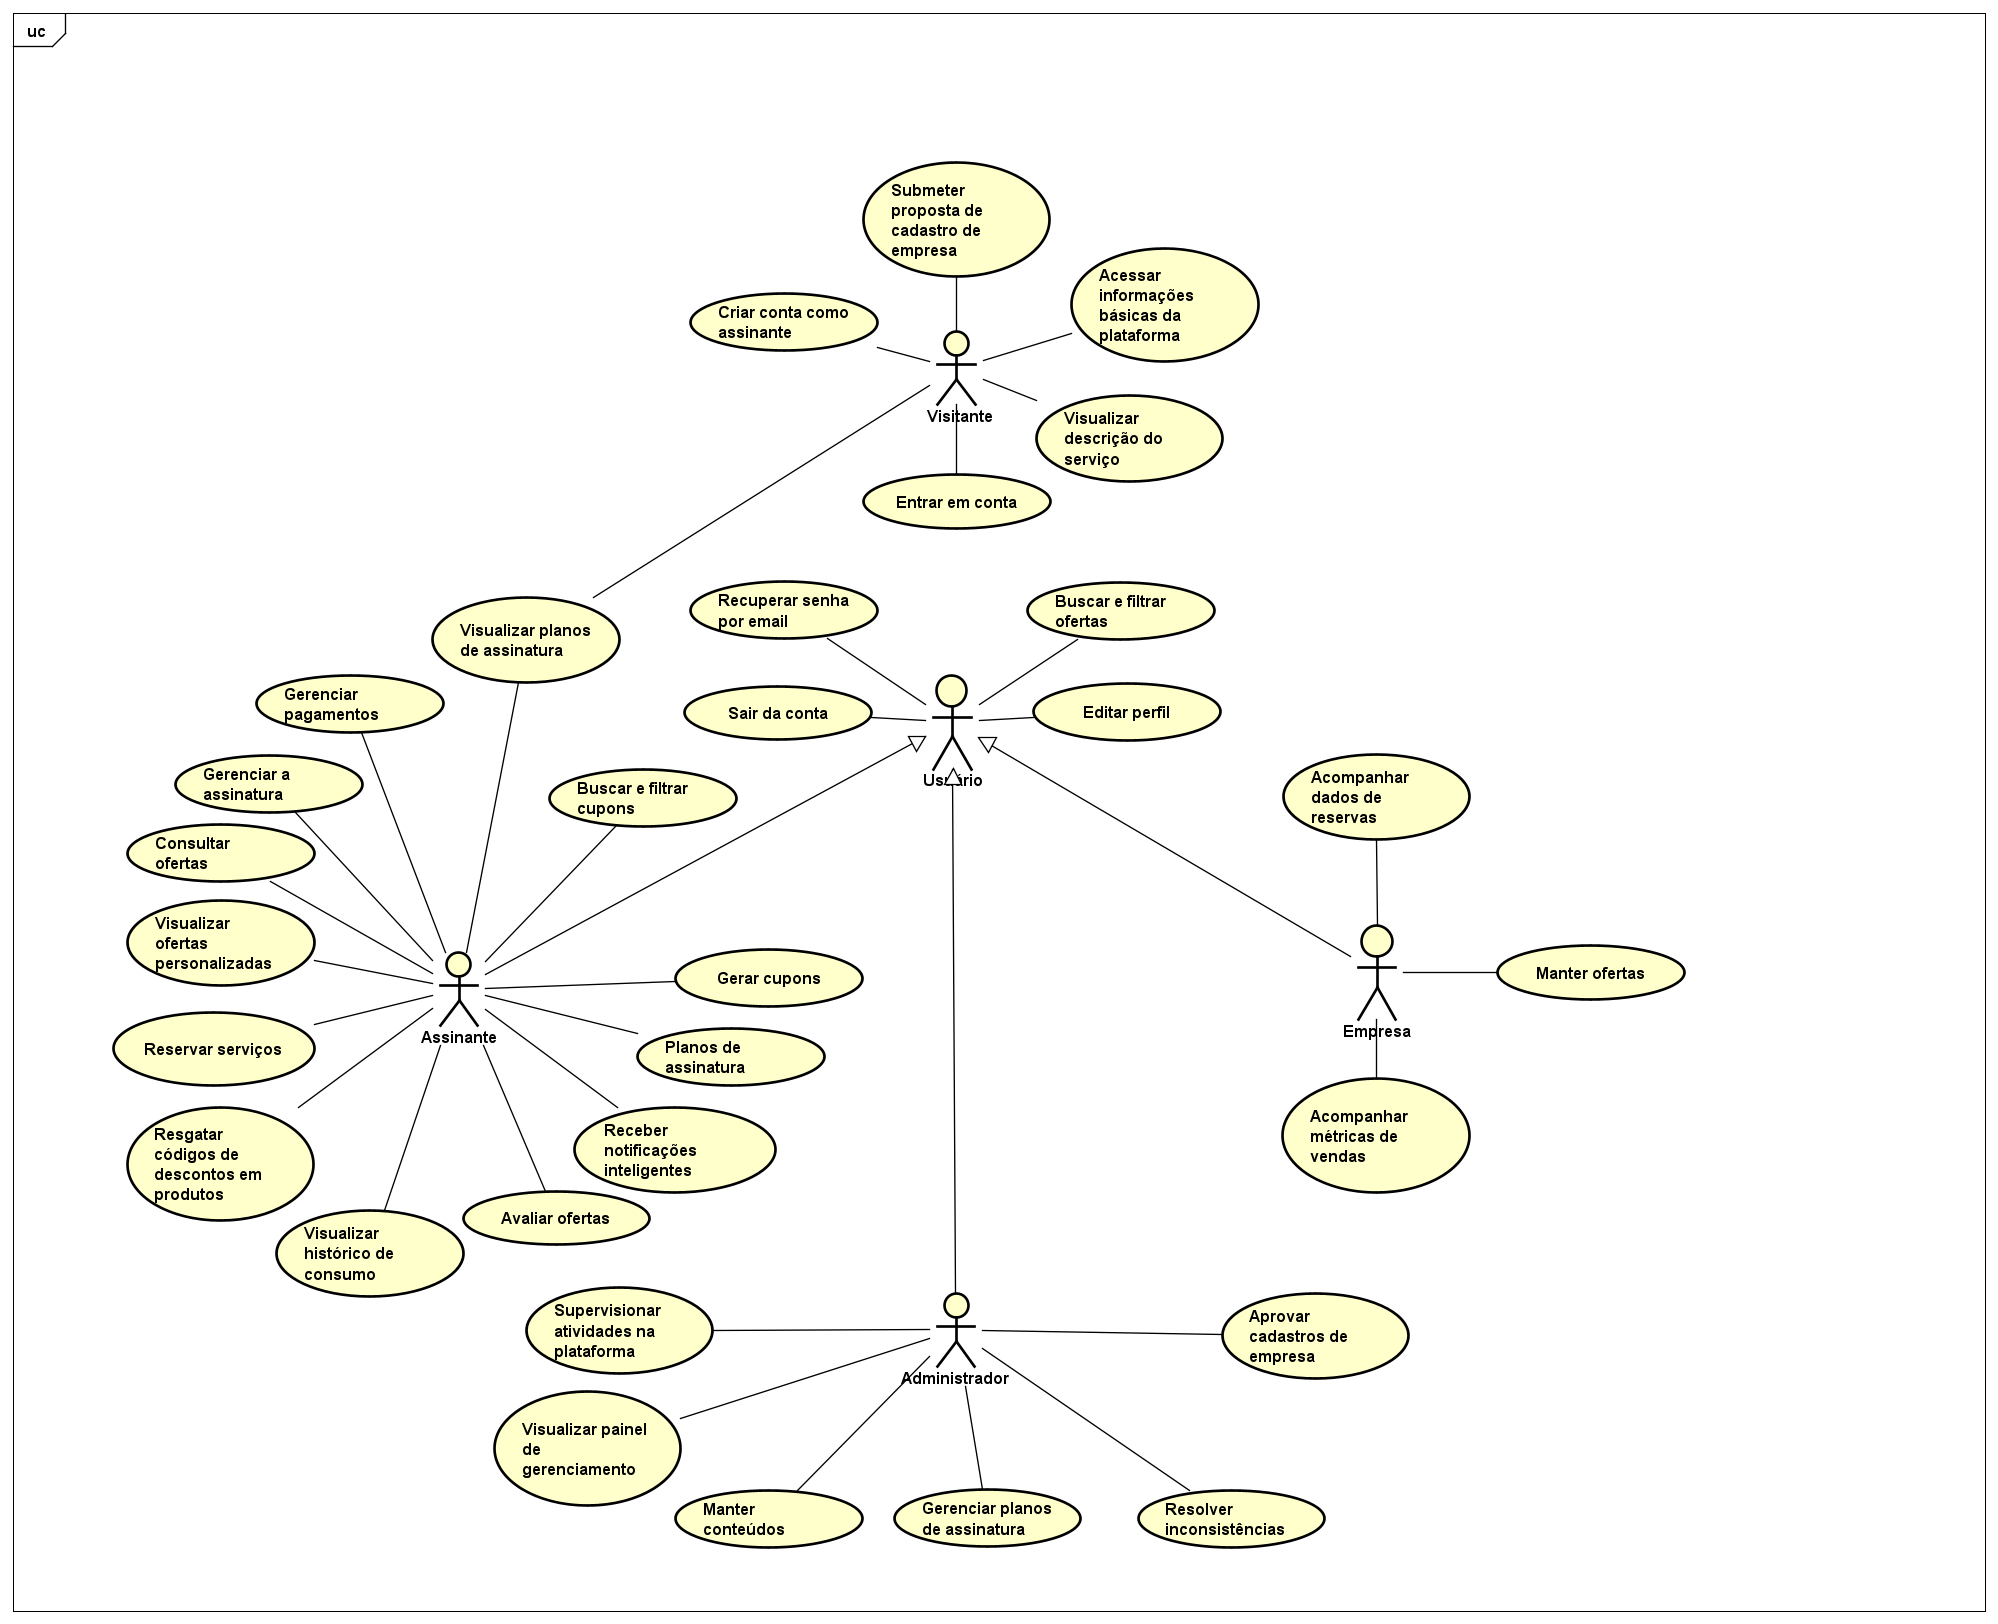 uc
Submeter
proposta de
cadastro de
empresa
Acessar
informações
básicas da
plataforma
Criar conta como
assinante
Visitante
Visualizar
descrição do
serviço
Entrar em conta
Recuperar senha
por email
Buscar e filtrar
ofertas
Visualizar planos
de assinatura
Gerenciar
pagamentos
Sair da conta
Editar perfil
Usuário
Gerenciar a
assinatura
Buscar e filtrar
cupons
Acompanhar
dados de
reservas
Consultar
ofertas
Visualizar
ofertas
personalizadas
Gerar cupons
Manter ofertas
Assinante
Empresa
Reservar serviços
Planos de
assinatura
Resgatar
códigos de
descontos em
produtos
Receber
notificações
inteligentes
Acompanhar
métricas de
vendas
Visualizar
histórico de
consumo
Avaliar ofertas
Supervisionar
atividades na
plataforma
Aprovar
cadastros de
empresa
Administrador
Visualizar painel
de
gerenciamento
Manter
conteúdos
Gerenciar planos
de assinatura
Resolver
inconsistências